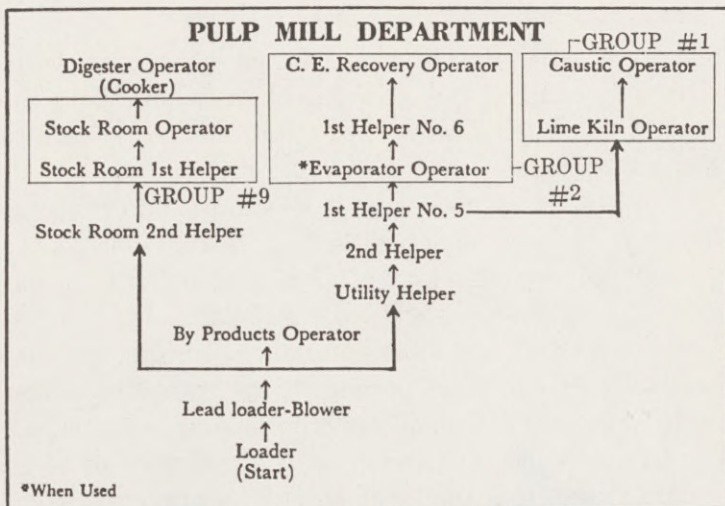 PULP MILL DEPARTMENT
GROUP #1
Digester Operator
(Cooker)
C. E. Recovery Operator
Caustic Operator
Stock Room Operator
1st Helper No. 6
Lime Kiln Operator
Stock Room 1st Helper
*Evaporator Operator
GROUP
#2
GROUP #9
1st Helper No. 5
Stock Room 2nd Helper
2nd Helper
Utility Helper
By Products Operator
Lead loader-Blower
Loader
(Start)
*When Used